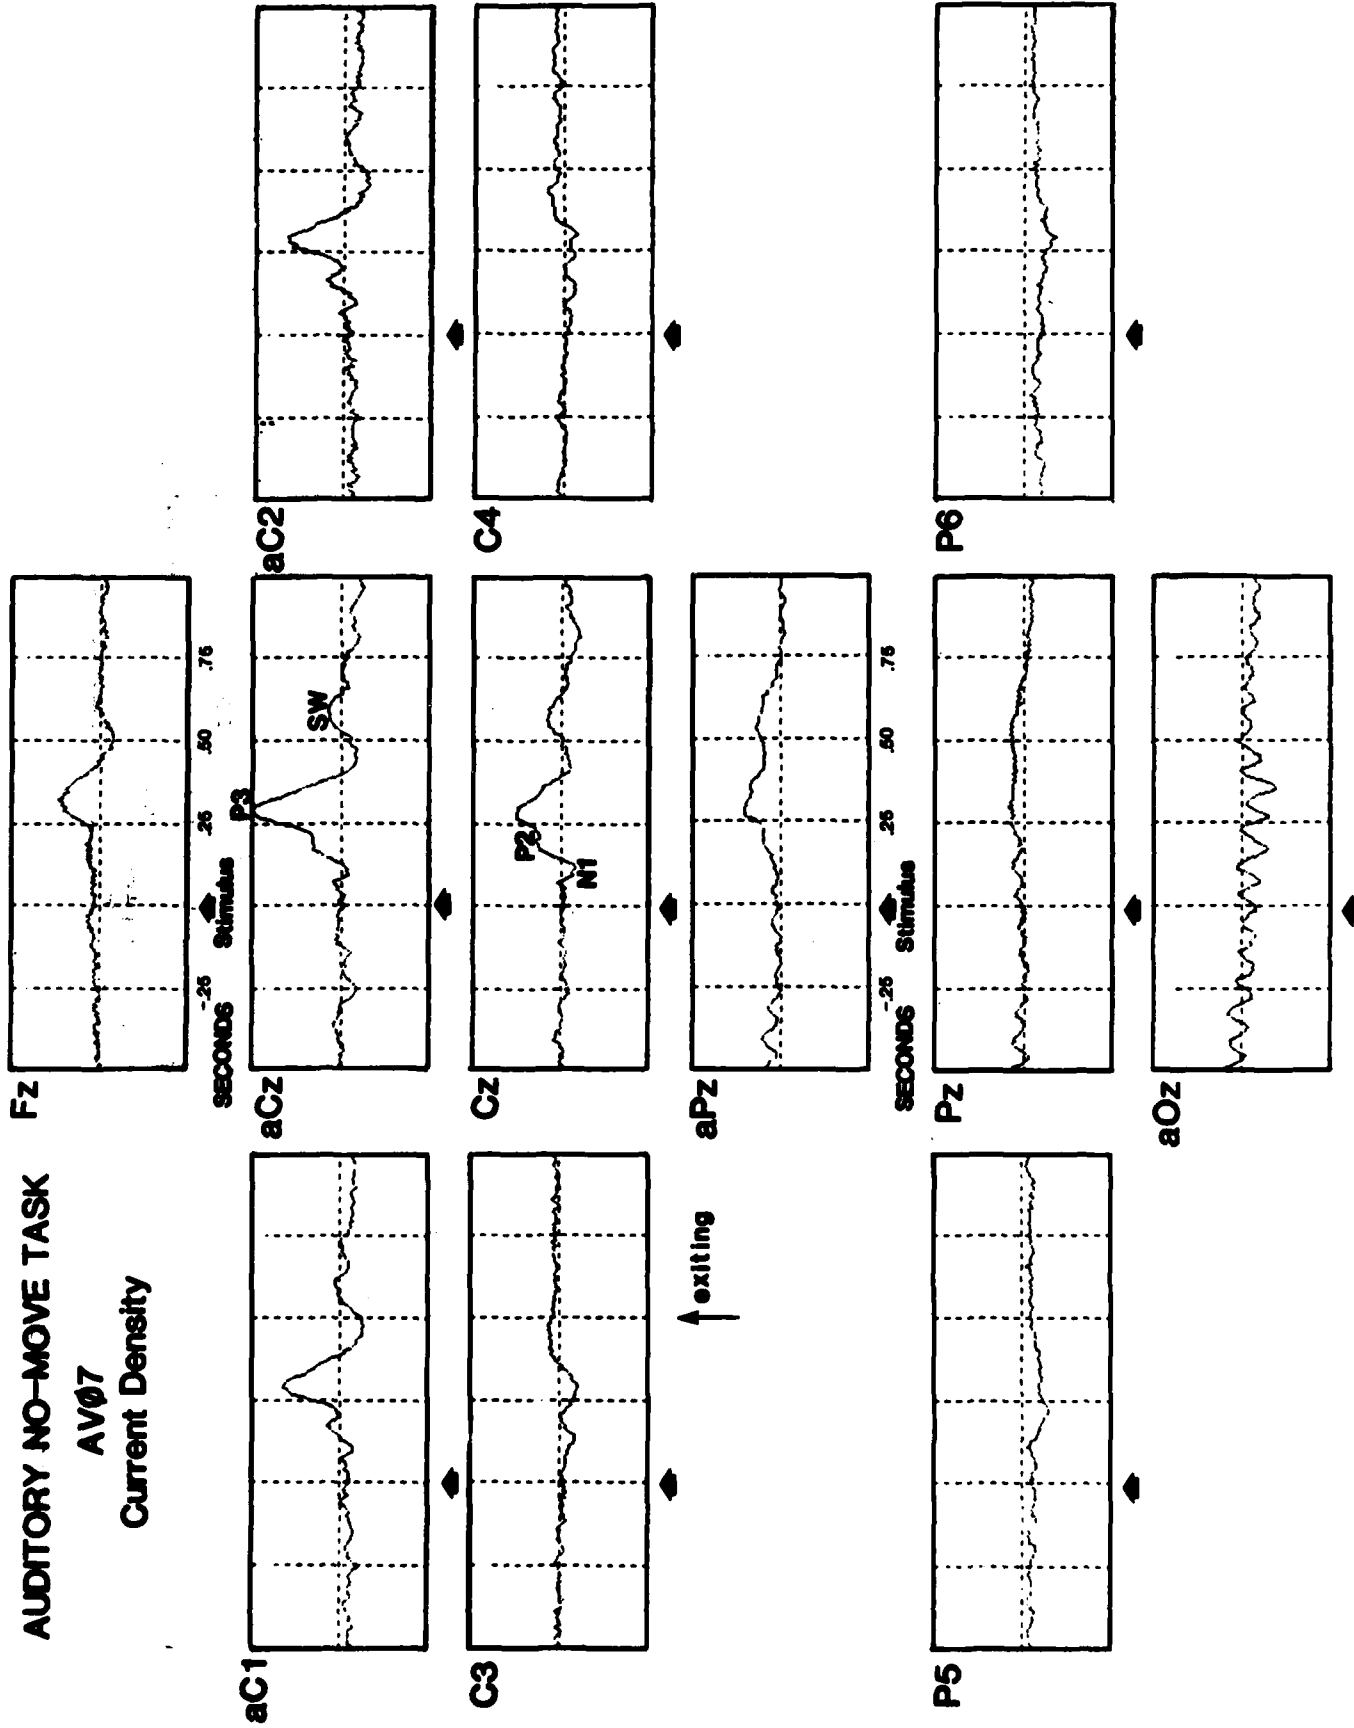 AUDITORY NO-MOVE TASK
AVØ7
Current Density
Fz
-.25 .25 .50 .75
SECONDS Stimulus
aC1
aCz
P3
SW
aC2
C3
Cz
N1
P2
C4
exiting
aPz
-.25 .25 .50 .75
SECONDS Stimulus
P5
Pz
P6
aOz